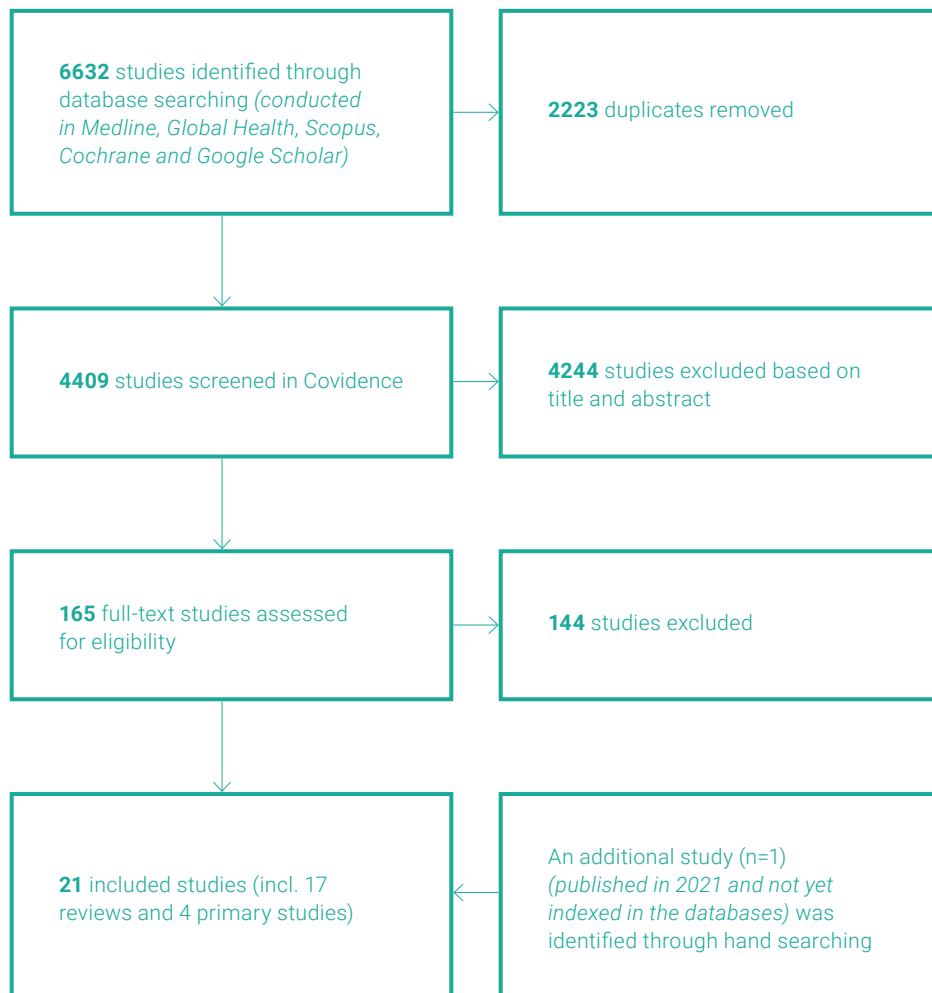 6632 studies identified through
database searching (conducted
in Medline, Global Health, Scopus,
Cochrane and Google Scholar)
2223 duplicates removed
4409 studies screened in Covidence
4244 studies excluded based on
title and abstract
165 full-text studies assessed
for eligibility
144 studies excluded
21 included studies (incl. 17
reviews and 4 primary studies)
An additional study (n=1)
(published in 2021 and not yet
indexed in the databases) was
identified through hand searching